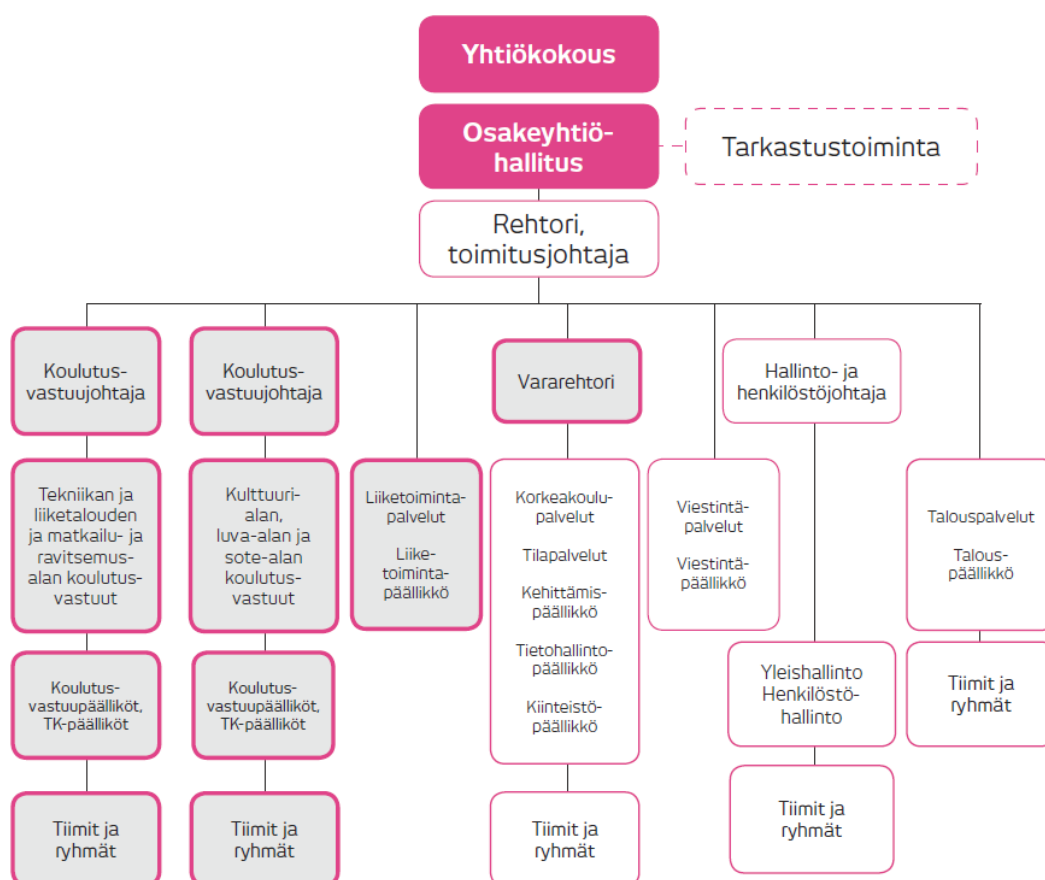 Yhtiökokous
Osakeyhtiö-
hallitus
Tarkastustoiminta
Rehtori,
toimitusjohtaja
Koulutus-
vastuujohtaja
Koulutus-
vastuujohtaja
Vararehtori
Hallinto- ja
henkilöstöjohtaja
Tekniikan ja
liiketalouden
ja matkailu- ja
ravitsemus-
alan koulutus-
vastuut
Kulttuuri-
alan,
luva-alan ja
sote-alan
koulutus-
vastuut
Liiketoiminta-
palvelut
Liike-
toiminta-
päällikkö
Korkeakoulu-
palvelut
Tilapalvelut
Kehittämis-
päällikkö
Tietohallinto-
päällikkö
Kiinteistö-
päällikkö
Viestintä-
palvelut
Viestintä-
päällikkö
Talouspalvelut
Talous-
päällikkö
Koulutus-
vastuupäälliköt,
TK-päälliköt
Koulutus-
vastuupäälliköt,
TK-päälliköt
Yleishallinto
Henkilöstö-
hallinto
Tiimit ja
ryhmät
Tiimit ja
ryhmät
Tiimit ja
ryhmät
Tiimit ja
ryhmät
Tiimit ja
ryhmät